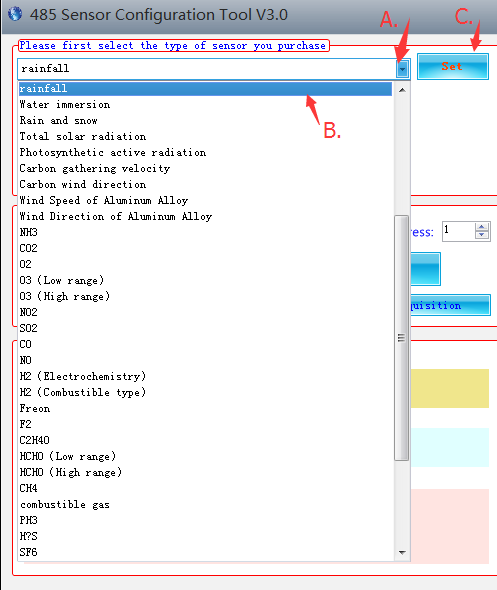 485 Sensor Configuration Tool V3.0
A.
C.
Please first select the type of sensor you purchase
rainfall
Set
rainfall
B.
Water immersion
Rain and snow
Total solar radiation
Photosynthetic active radiation
Carbon gathering velocity
Carbon wind direction
Wind Speed of Aluminum Alloy
Wind Direction of Aluminum Alloy
NH3
ress: 1
CO2
O2
O3 (Low range)
O3 (High range)
quisition
NO2
SO2
CO
NO
H2 (Electrochemistry)
H2 (Combustible type)
Freon
F2
C2H4O
HCHO (Low range)
HCHO (High range)
CH4
combustible gas
PH3
H?S
SF6